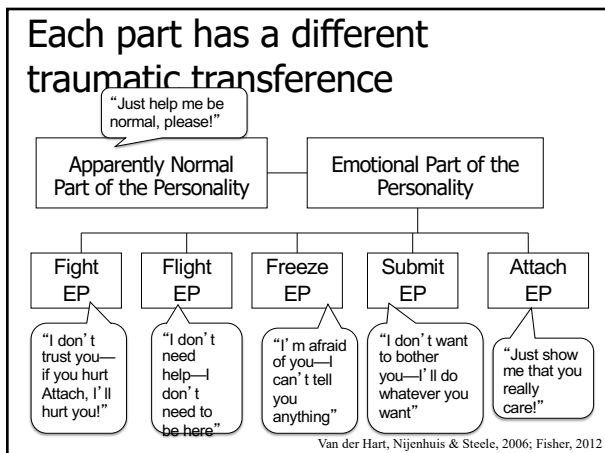 Each part has a different
traumatic transference
“Just help me be
normal, please!”
Apparently Normal
Part of the Personality
Emotional Part of the
Personality
Fight
EP
Flight
EP
Freeze
EP
Submit
EP
Attach
EP
“I don’t
trust you—
if you hurt
Attach, I’ll
hurt you!”
“I don’t
need
help—I
don’t
need to
be here”
“I’m afraid
of you—I
can’t tell
you
anything”
“I don’t want
to bother
you—I’ll do
whatever you
want”
“Just show
me that you
really
care!”
Van der Hart, Nijenhuis & Steele, 2006; Fisher, 2012